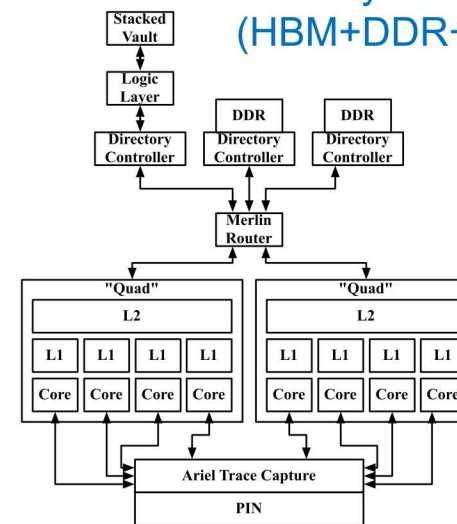 (HBM+DDR+
Stacked
Vault
Logic
Layer
DDR
DDR
Directory
Controller
Directory
Controller
Directory
Controller
Merlin
Router
"Quad"
"Quad"
L2
L2
L1 L1 L1 L1
L1 L1 L1 L1
Core Core Core Core
Core Core Core Core
Ariel Trace Capture
PIN